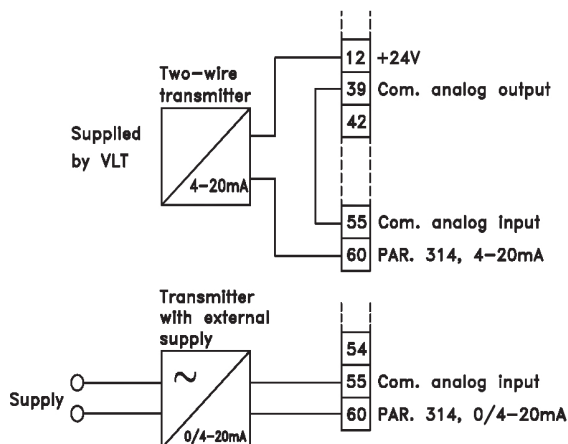 12 +24V
Two-wire
transmitter
39 Com. analog output
42
Supplied
by VLT
4-20mA
55 Com. analog input
60 PAR. 314, 4-20mA
Transmitter
with external
supply
54
~
55 Com. analog input
Supply
60 PAR. 314, 0/4-20mA
0/4-20mA